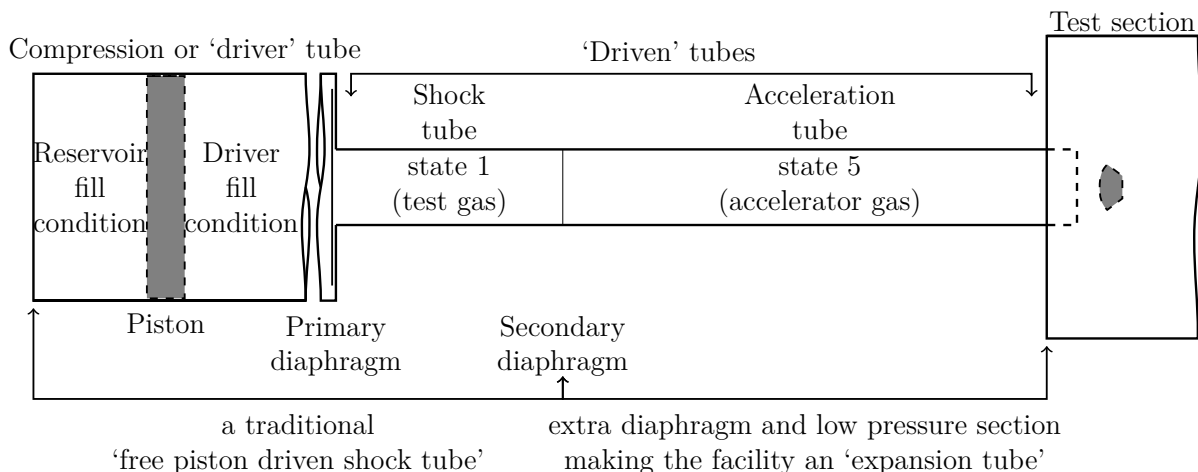 Test section
Compression or ‘driver’ tube
‘Driven’ tubes
Shock
tube
Acceleration
tube
Reservoir
fill
condition
Driver
fill
condition
state 1
(test gas)
state 5
(accelerator gas)
Piston
Primary
diaphragm
Secondary
diaphragm
a traditional
‘free piston driven shock tube’
extra diaphragm and low pressure section
making the facility an ‘expansion tube’